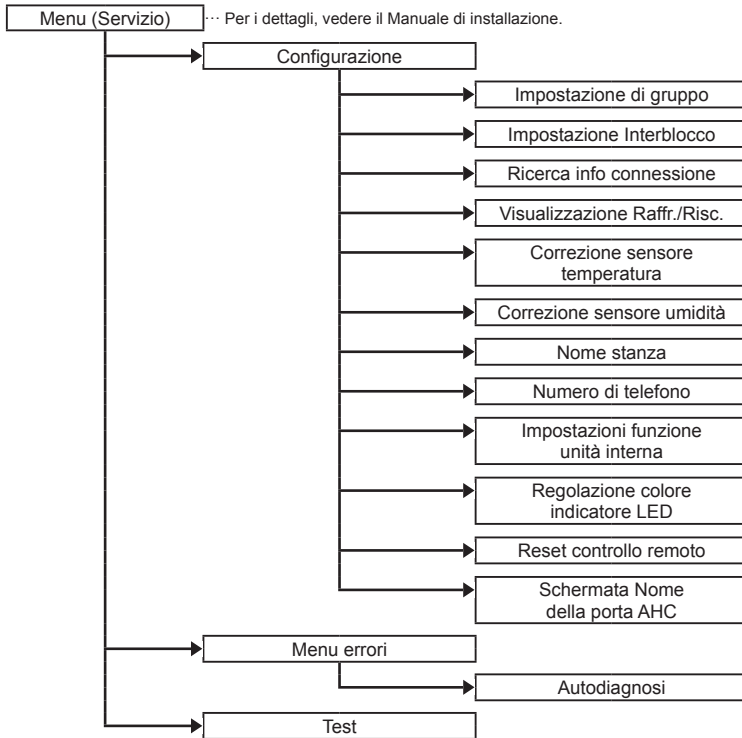 Menu (Servizio) ··· Per i dettagli, vedere il Manuale di installazione.
Configurazione
Impostazione di gruppo
Impostazione Interblocco
Ricerca info connessione
Visualizzazione Raffr./Risc.
Correzione sensore
temperatura
Correzione sensore umidità
Nome stanza
Numero di telefono
Impostazioni funzione
unità interna
Regolazione colore
indicatore LED
Reset controllo remoto
Schermata Nome
della porta AHC
Menu errori
Autodiagnosi
Test